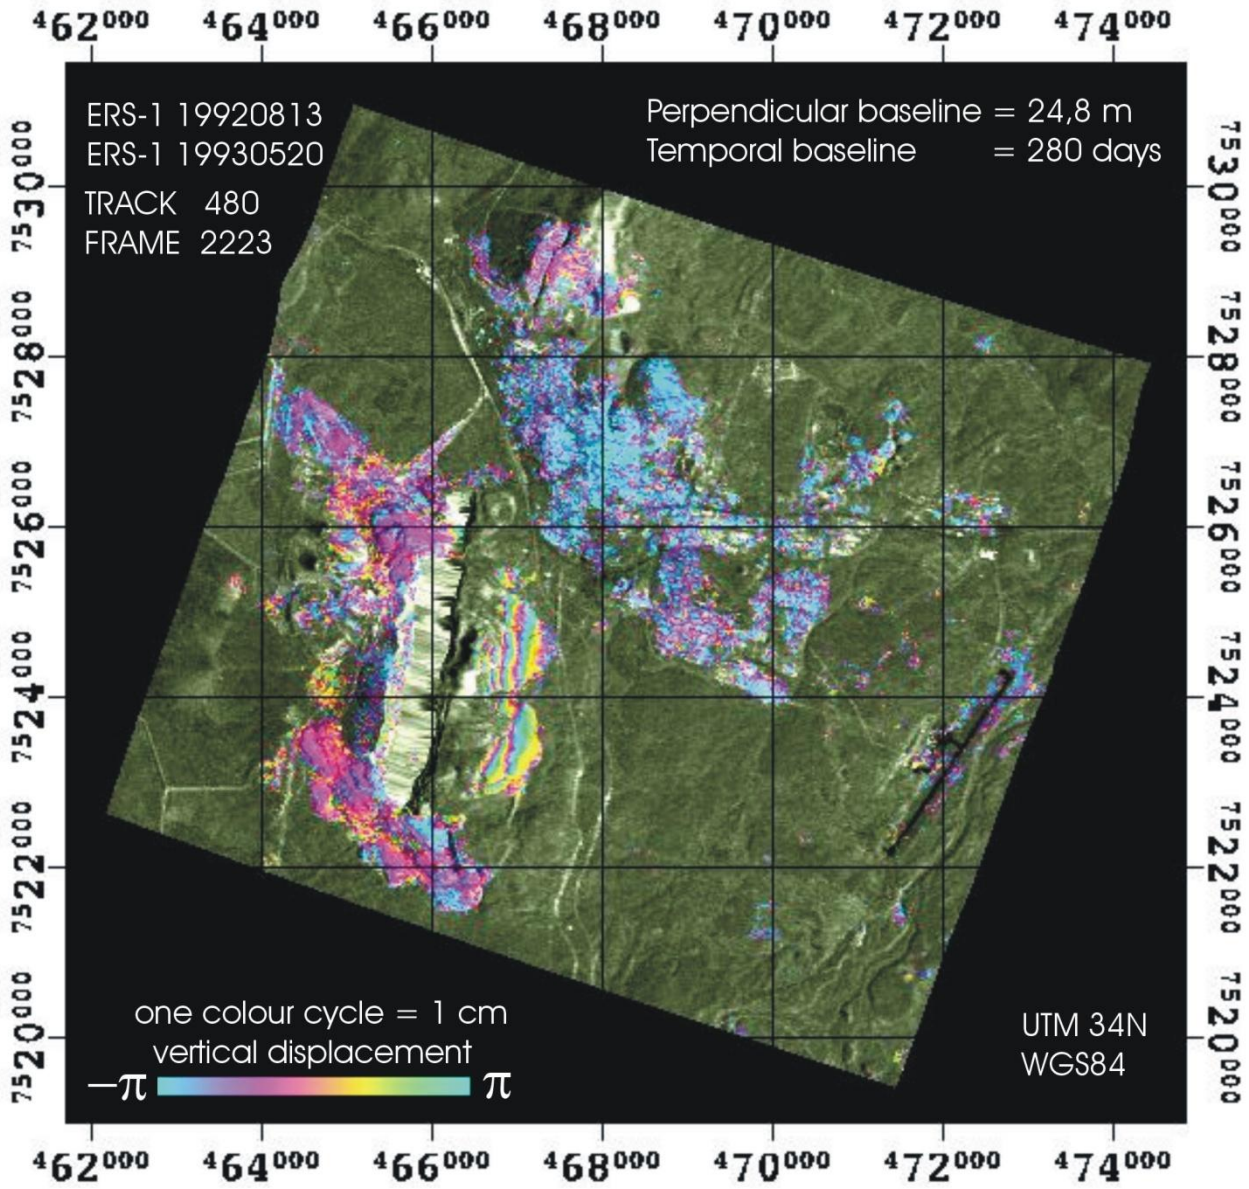 462000 464000 466000 468000 470000 472000 474000
ERS-1 19920813
ERS-1 19930520
TRACK 480
FRAME 2223
Perpendicular baseline = 24,8 m
Temporal baseline = 280 days
7530000
7528000
7526000
7524000
7522000
7520000
7530000
7528000
7526000
7524000
7522000
7520000
one colour cycle = 1 cm
vertical displacement
−π π
UTM 34N
WGS84
462000 464000 466000 468000 470000 472000 474000